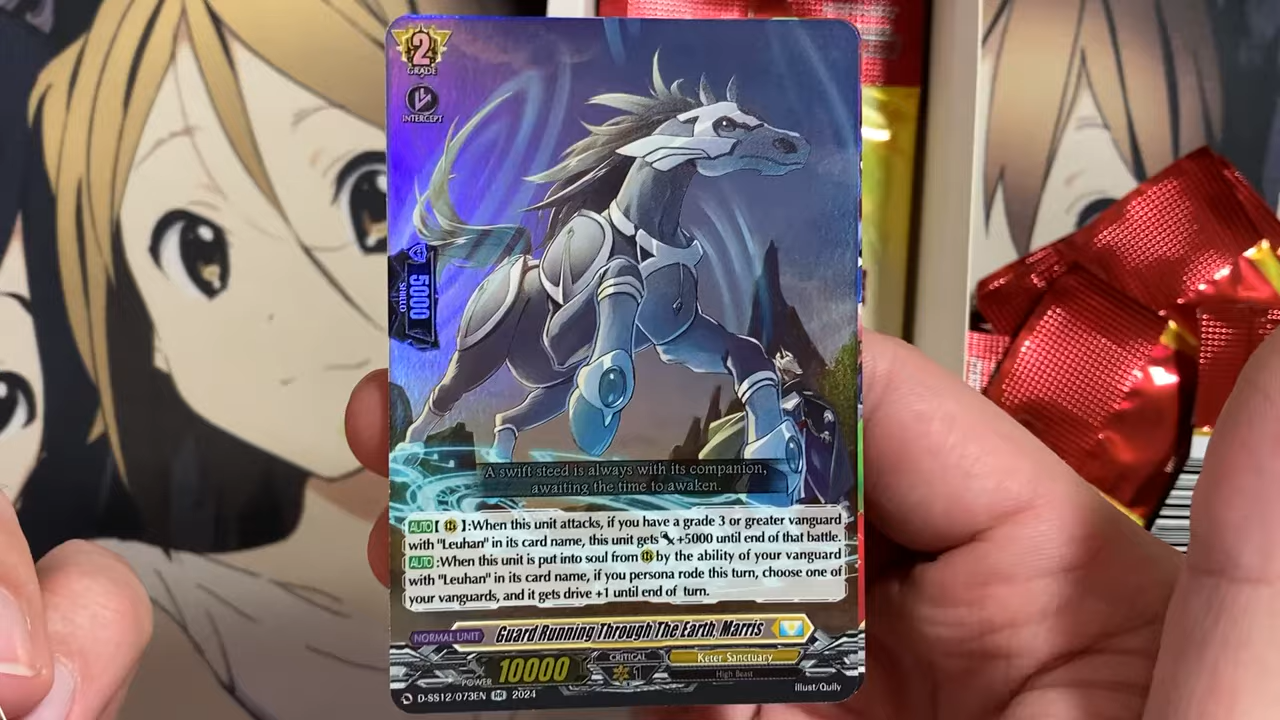 2
GRADE
INTERCEPT
5000
SHIELD
A swift steed is always with its companion,
awaiting the time to awaken.
AUTO【 】:When this unit attacks, if you have a grade 3 or greater vanguard
with "Leuhan" in its card name, this unit gets +5000 until end of that battle.
AUTO:When this unit is put into soul from by the ability of your vanguard
with "Leuhan" in its card name, if you persona rode this turn, choose one of
your vanguards, and it gets drive +1 until end of turn.
NORMAL UNIT Guard Running Through The Earth, Marris
POWER 10000 CRITICAL 1 Keter Sanctuary
High Beast
D-SS12/073EN RR 2024 illust/Quily